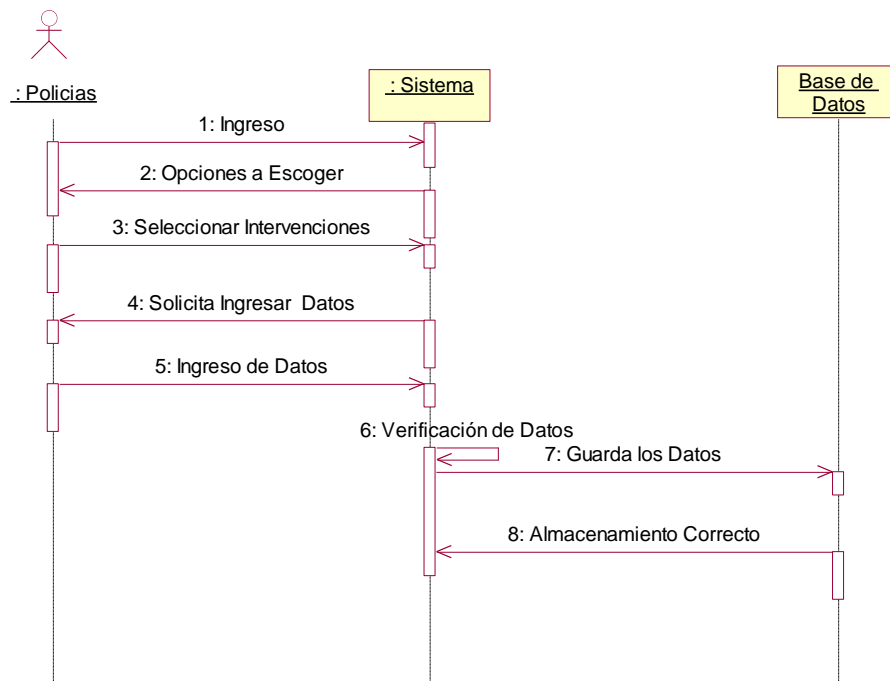 : Policias
: Sistema
Base de
Datos
1: Ingreso
2: Opciones a Escoger
3: Seleccionar Intervenciones
4: Solicita Ingresar Datos
5: Ingreso de Datos
6: Verificación de Datos
7: Guarda los Datos
8: Almacenamiento Correcto